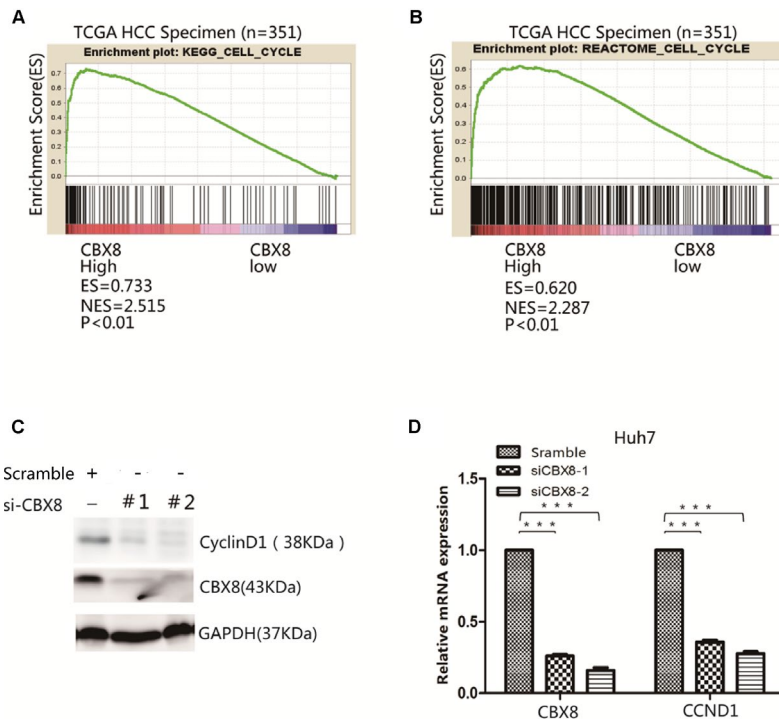 A
TCGA HCC Specimen (n=351)
Enrichment plot: KEGG_CELL_CYCLE
Enrichment Score(ES)
0.7
0.6
0.5
0.4
0.3
0.2
0.1
0.0
CBX8
High
CBX8
low
ES=0.733
NES=2.515
P<0.01
B
TCGA HCC Specimen (n=351)
Enrichment plot: REACTOME_CELL_CYCLE
Enrichment Score(ES)
0.6
0.5
0.4
0.3
0.2
0.1
0.0
CBX8
High
CBX8
low
ES=0.620
NES=2.287
P<0.01
C
Scramble + - -
si-CBX8 – #1 #2
CyclinD1 ( 38KDa )
CBX8(43KDa)
GAPDH(37KDa)
D
Huh7
Sramble
siCBX8-1
siCBX8-2
Relative mRNA expression
1.5
1.0
0.5
0.0
* * *
* * *
* * *
* * *
CBX8
CCND1